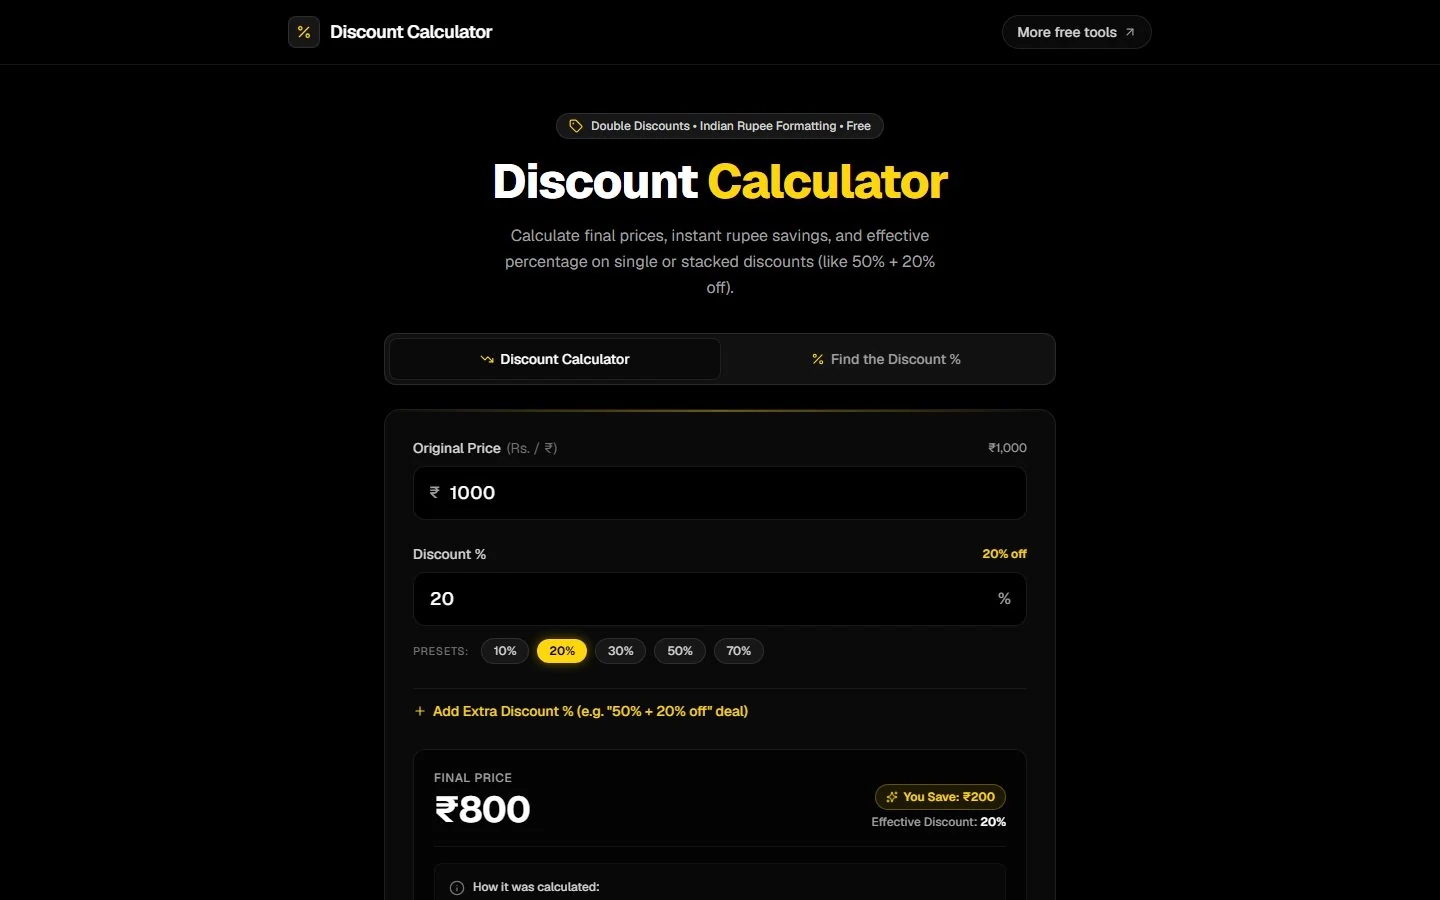 Discount Calculator
More free tools
Double Discounts • Indian Rupee Formatting • Free
Discount Calculator
Calculate final prices, instant rupee savings, and effective
percentage on single or stacked discounts (like 50% + 20%
off).
Discount Calculator
% Find the Discount %
Original Price (Rs. / ₹)
₹1,000
₹ 1000
Discount %
20% off
20
%
PRESETS:
10%
20%
30%
50%
70%
+ Add Extra Discount % (e.g. "50% + 20% off" deal)
FINAL PRICE
₹800
You Save: ₹200
Effective Discount: 20%
How it was calculated: